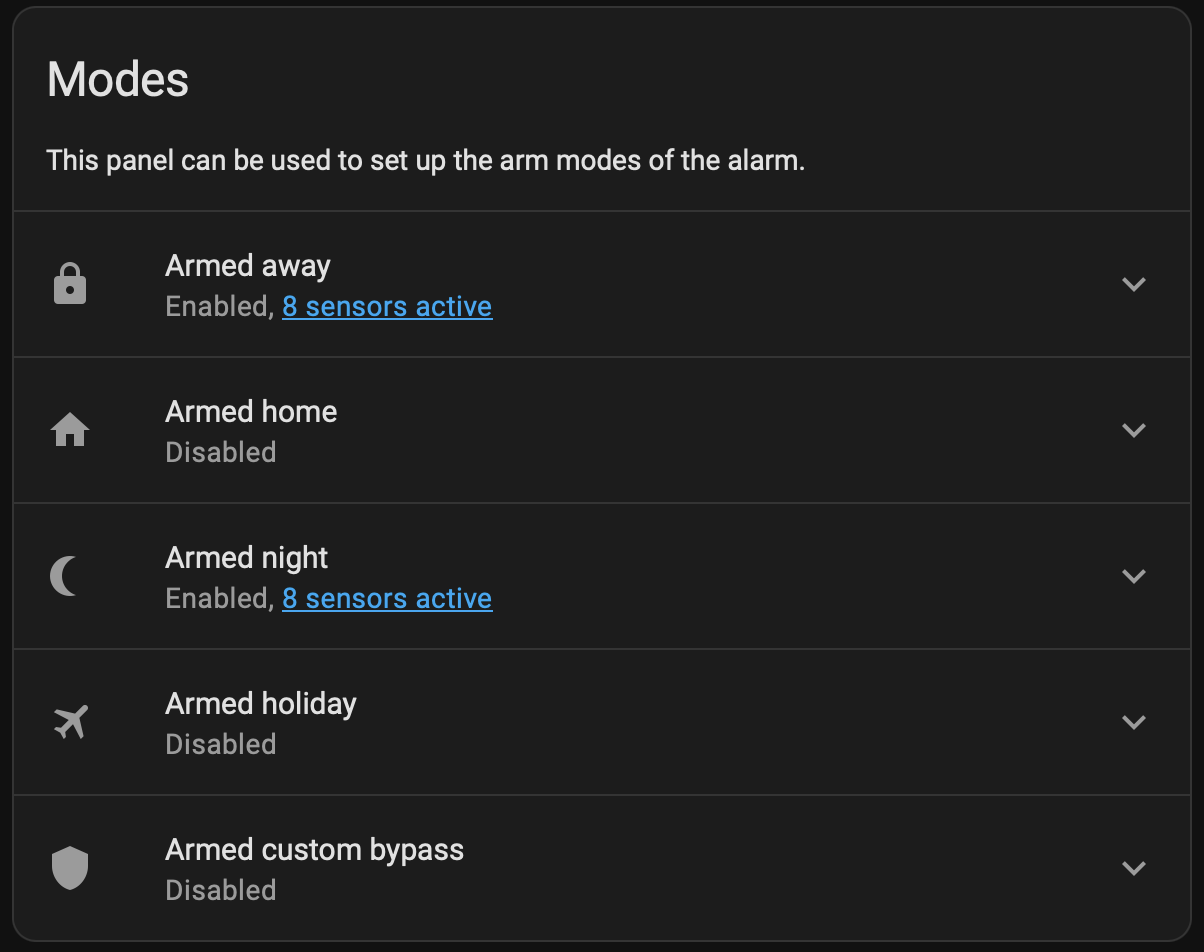 Modes
This panel can be used to set up the arm modes of the alarm.
Armed away
Enabled, 8 sensors active
Armed home
Disabled
Armed night
Enabled, 8 sensors active
Armed holiday
Disabled
Armed custom bypass
Disabled